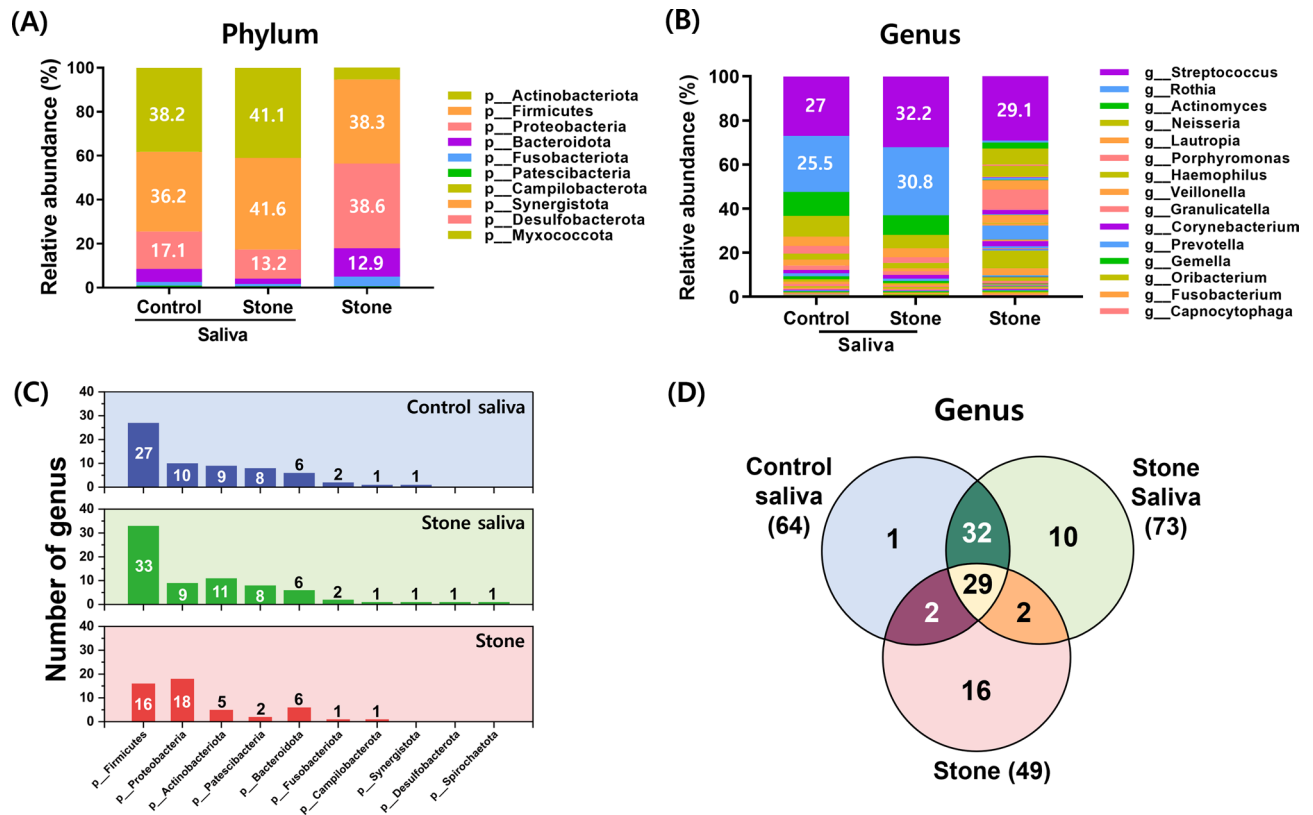 (A)
Phylum
Relative abundance (%)
100
80
60
40
20
0
38.2
36.2
17.1
41.1
41.6
13.2
38.3
38.6
12.9
Control
Stone
Stone
Saliva
p__Actinobacteriota
p__Firmicutes
p__Proteobacteria
p__Bacteroidota
p__Fusobacteriota
p__Patescibacteria
p__Campilobacterota
p__Synergistota
p__Desulfobacterota
p__Myxococcota
(B)
Genus
Relative abundance (%)
100
80
60
40
20
0
27
25.5
32.2
30.8
29.1
Control
Stone
Stone
Saliva
g__Streptococcus
g__Rothia
g__Actinomyces
g__Neisseria
g__Lautropia
g__Porphyromonas
g__Haemophilus
g__Veillonella
g__Granulicatella
g__Corynebacterium
g__Prevotella
g__Gemella
g__Oribacterium
g__Fusobacterium
g__Capnocytophaga
(C)
Number of genus
40
30
20
10
0
Control saliva
27
10
9
8
6
2
1
1
40
30
20
10
0
Stone saliva
33
9
11
8
6
2
1
1
1
1
40
30
20
10
0
Stone
16
18
5
2
6
1
1
p__Firmicutes
p__Proteobacteria
p__Actinobacteriota
p__Patescibacteria
p__Bacteroidota
p__Fusobacteriota
p__Campilobacterota
p__Synergistota
p__Desulfobacterota
p__Spirochaetota
(D)
Genus
Control
saliva
(64)
Stone
Saliva
(73)
1
32
10
29
2
2
16
Stone (49)